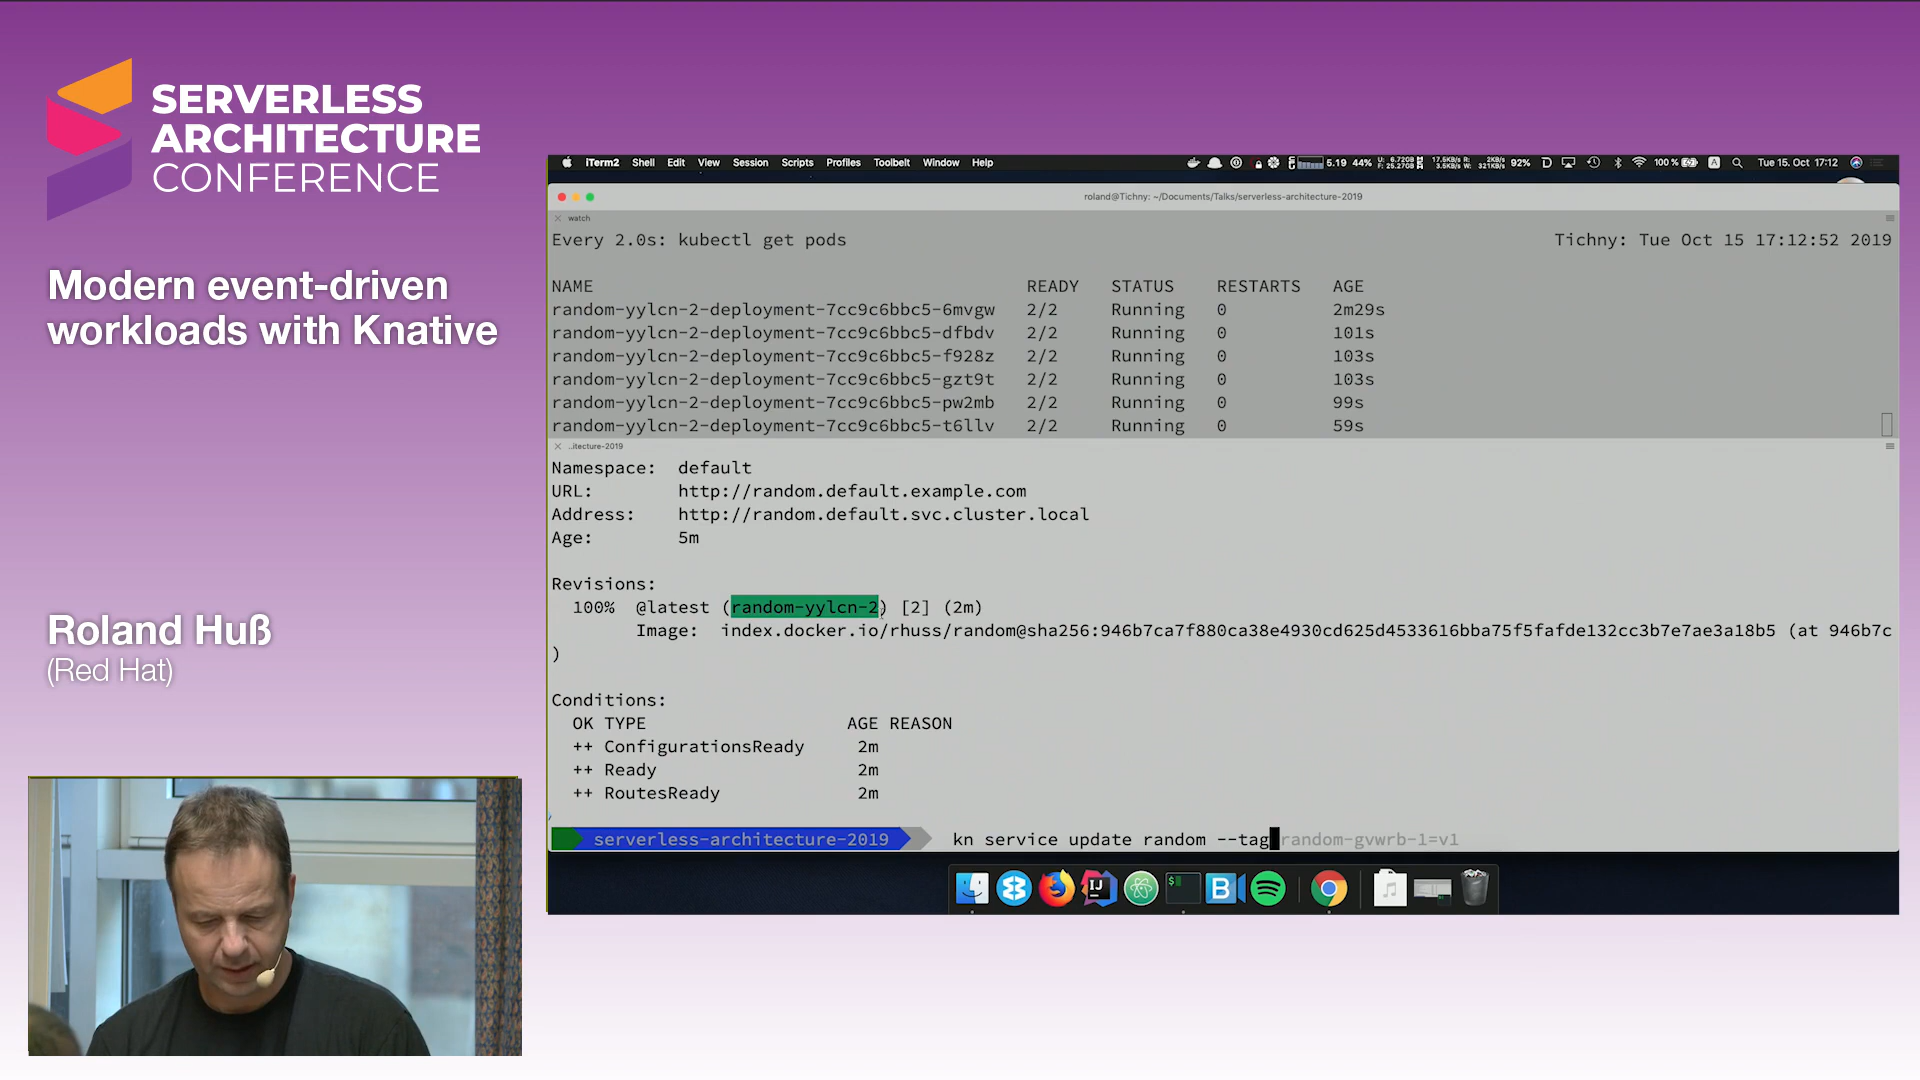 SERVERLESS
ARCHITECTURE
CONFERENCE
Modern event-driven
workloads with Knative
Roland Huß
(Red Hat)
iTerm2 Shell Edit View Session Scripts Profiles Toolbelt Window Help
5.19 44% 92% 100 % Tue 15. Oct 17:12
roland@Tichny: ~/Documents/Talks/serverless-architecture-2019
watch
Every 2.0s: kubectl get pods Tichny: Tue Oct 15 17:12:52 2019
NAME READY STATUS RESTARTS AGE
random-yylcn-2-deployment-7cc9c6bbc5-6mvgw 2/2 Running 0 2m29s
random-yylcn-2-deployment-7cc9c6bbc5-dfbdv 2/2 Running 0 101s
random-yylcn-2-deployment-7cc9c6bbc5-f928z 2/2 Running 0 103s
random-yylcn-2-deployment-7cc9c6bbc5-gzt9t 2/2 Running 0 103s
random-yylcn-2-deployment-7cc9c6bbc5-pw2mb 2/2 Running 0 99s
random-yylcn-2-deployment-7cc9c6bbc5-t6llv 2/2 Running 0 59s
..itecture-2019
Namespace: default
URL: http://random.default.example.com
Address: http://random.default.svc.cluster.local
Age: 5m
Revisions:
100% @latest (random-yylcn-2) [2] (2m)
Image: index.docker.io/rhuss/random@sha256:946b7ca7f880ca38e4930cd625d4533616bba75f5fafde132cc3b7e7ae3a18b5 (at 946b7c
)
Conditions:
OK TYPE AGE REASON
++ ConfigurationsReady 2m
++ Ready 2m
++ RoutesReady 2m
serverless-architecture-2019 kn service update random --tag random-gvwrb-1=v1